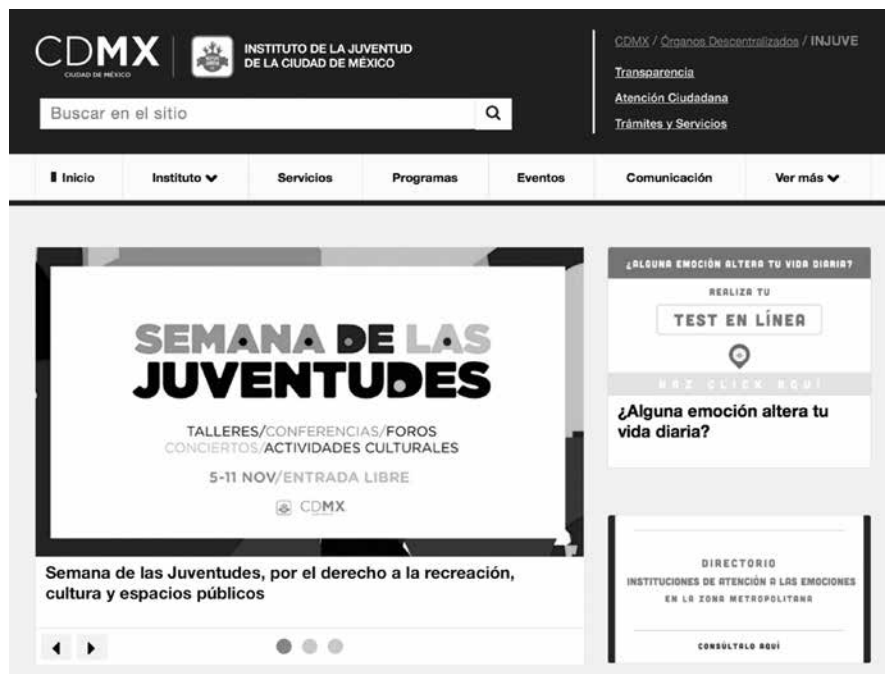 CDMX
CIUDAD DE MÉXICO
INSTITUTO DE LA JUVENTUD
DE LA CIUDAD DE MÉXICO
Buscar en el sitio
CDMX / Órganos Descentralizados / INJUVE
Transparencia
Atención Ciudadana
Trámites y Servicios
Inicio
Instituto
Servicios
Programas
Eventos
Comunicación
Ver más
SEMANA DE LAS
JUVENTUDES
TALLERES/CONFERENCIAS/FOROS
CONCIERTOS/ACTIVIDADES CULTURALES
5-11 NOV/ENTRADA LIBRE
CDMX
Semana de las Juventudes, por el derecho a la recreación,
cultura y espacios públicos
¿ALGUNA EMOCIÓN ALTERA TU VIDA DIARIA?
REALIZA TU
TEST EN LÍNEA
HAZ CLICK AQUÍ
¿Alguna emoción altera tu
vida diaria?
DIRECTORIO
INSTITUCIONES DE ATENCIÓN A LAS EMOCIONES
EN LA ZONA METROPOLITANA
CONSÚLTALO AQUÍ